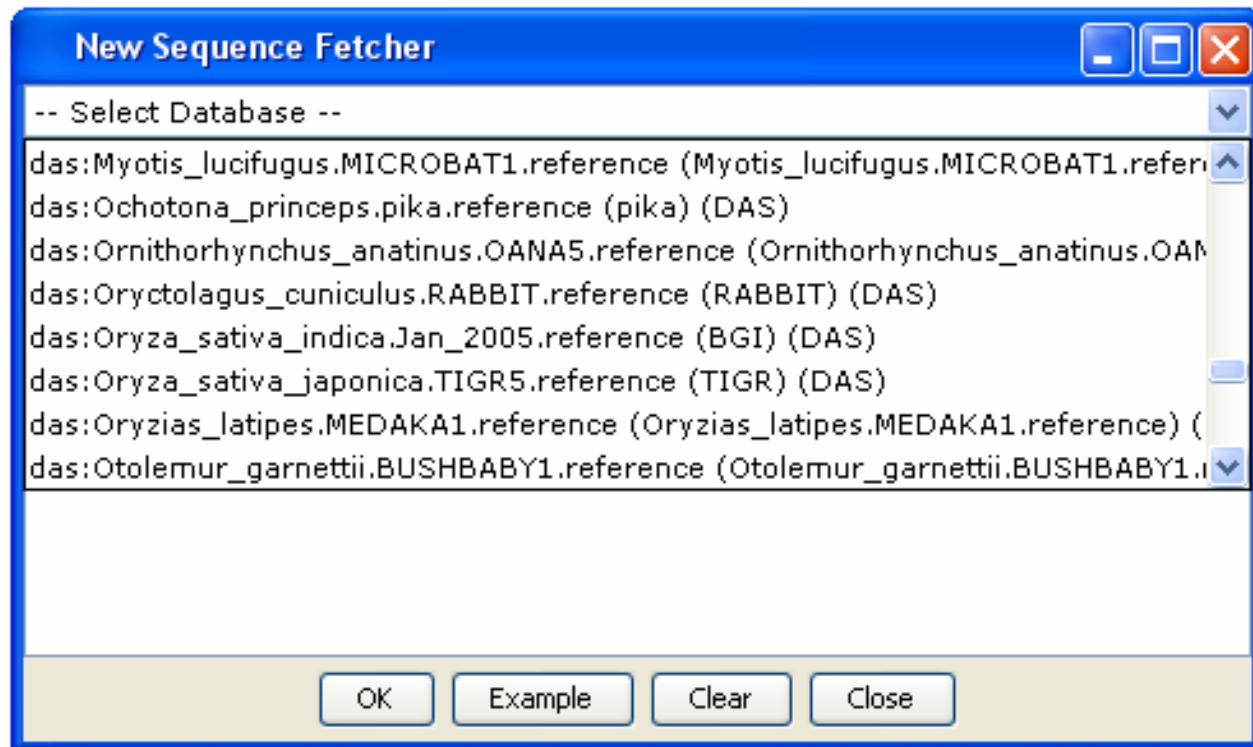 New Sequence Fetcher
-- Select Database --
das:Myotis_lucifugus.MICROBAT1.reference (Myotis_lucifugus.MICROBAT1.refer
das:Ochotona_princeps.pika.reference (pika) (DAS)
das:Ornithorhynchus_anatinus.OANA5.reference (Ornithorhynchus_anatinus.OAN
das:Oryctolagus_cuniculus.RABBIT.reference (RABBIT) (DAS)
das:Oryza_sativa_indica.Jan_2005.reference (BGI) (DAS)
das:Oryza_sativa_japonica.TIGR5.reference (TIGR) (DAS)
das:Oryzias_latipes.MEDAKA1.reference (Oryzias_latipes.MEDAKA1.reference) (
das:Otolemur_garnettii.BUSHBABY1.reference (Otolemur_garnettii.BUSHBABY1.
OK Example Clear Close